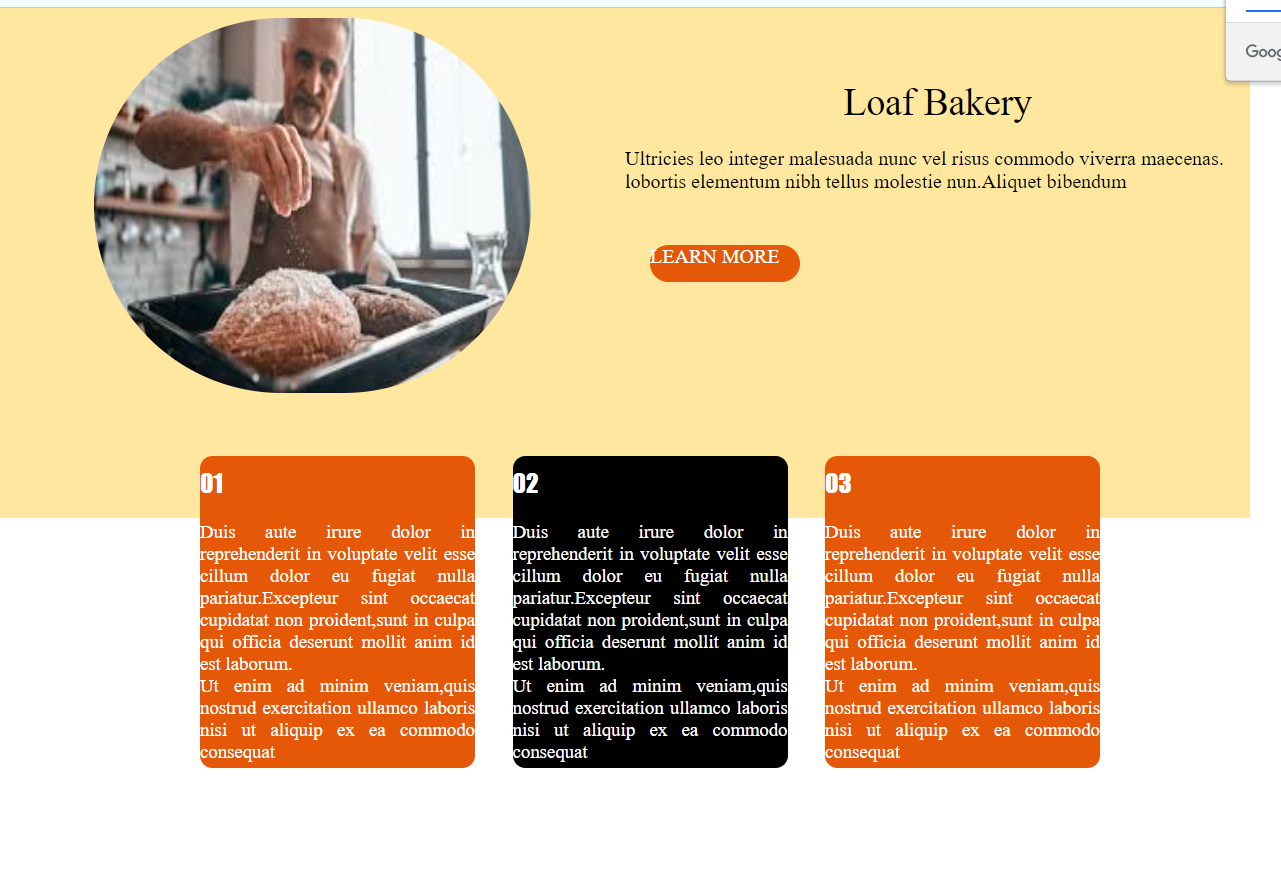 Loaf Bakery
Ultricies leo integer malesuada nunc vel risus commodo viverra maecenas.
lobortis elementum nibh tellus molestie nun.Aliquet bibendum
LEARN MORE
01
Duis aute irure dolor in
reprehenderit in voluptate velit esse
cillum dolor eu fugiat nulla
pariatur.Excepteur sint occaecat
cupidatat non proident,sunt in culpa
qui officia deserunt mollit anim id
est laborum.
Ut enim ad minim veniam,quis
nostrud exercitation ullamco laboris
nisi ut aliquip ex ea commodo
consequat
02
Duis aute irure dolor in
reprehenderit in voluptate velit esse
cillum dolor eu fugiat nulla
pariatur.Excepteur sint occaecat
cupidatat non proident,sunt in culpa
qui officia deserunt mollit anim id
est laborum.
Ut enim ad minim veniam,quis
nostrud exercitation ullamco laboris
nisi ut aliquip ex ea commodo
consequat
03
Duis aute irure dolor in
reprehenderit in voluptate velit esse
cillum dolor eu fugiat nulla
pariatur.Excepteur sint occaecat
cupidatat non proident,sunt in culpa
qui officia deserunt mollit anim id
est laborum.
Ut enim ad minim veniam,quis
nostrud exercitation ullamco laboris
nisi ut aliquip ex ea commodo
consequat